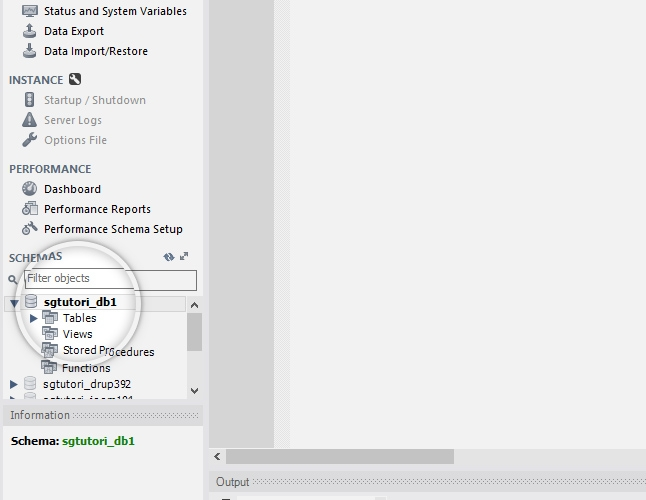 Status and System Variables
Data Export
Data Import/Restore
INSTANCE
Startup / Shutdown
Server Logs
Options File
PERFORMANCE
Dashboard
Performance Reports
Performance Schema Setup
SCHEMAS
Filter objects
sgtutori_db1
Tables
Views
Stored Procedures
Functions
sgtutori_drup392
Information
Schema: sgtutori_db1
Output